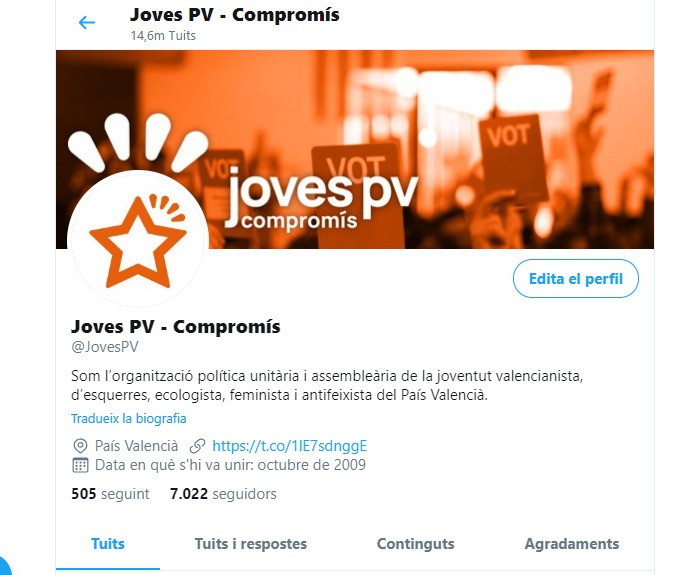 Joves PV - Compromís
14,6m Tuits
VOT
VOT
VOT
joves pv
compromís
Edita el perfil
Joves PV - Compromís
@JovesPV
Som l'organització política unitària i assembleària de la joventut valencianista,
d'esquerres, ecologista, feminista i antifeixista del País Valencià.
Tradueix la biografia
País Valencià https://t.co/1lE7sdnggE
Data en què s'hi va unir: octubre de 2009
505 seguint 7.022 seguidors
Tuits Tuits i respostes Continguts Agradaments